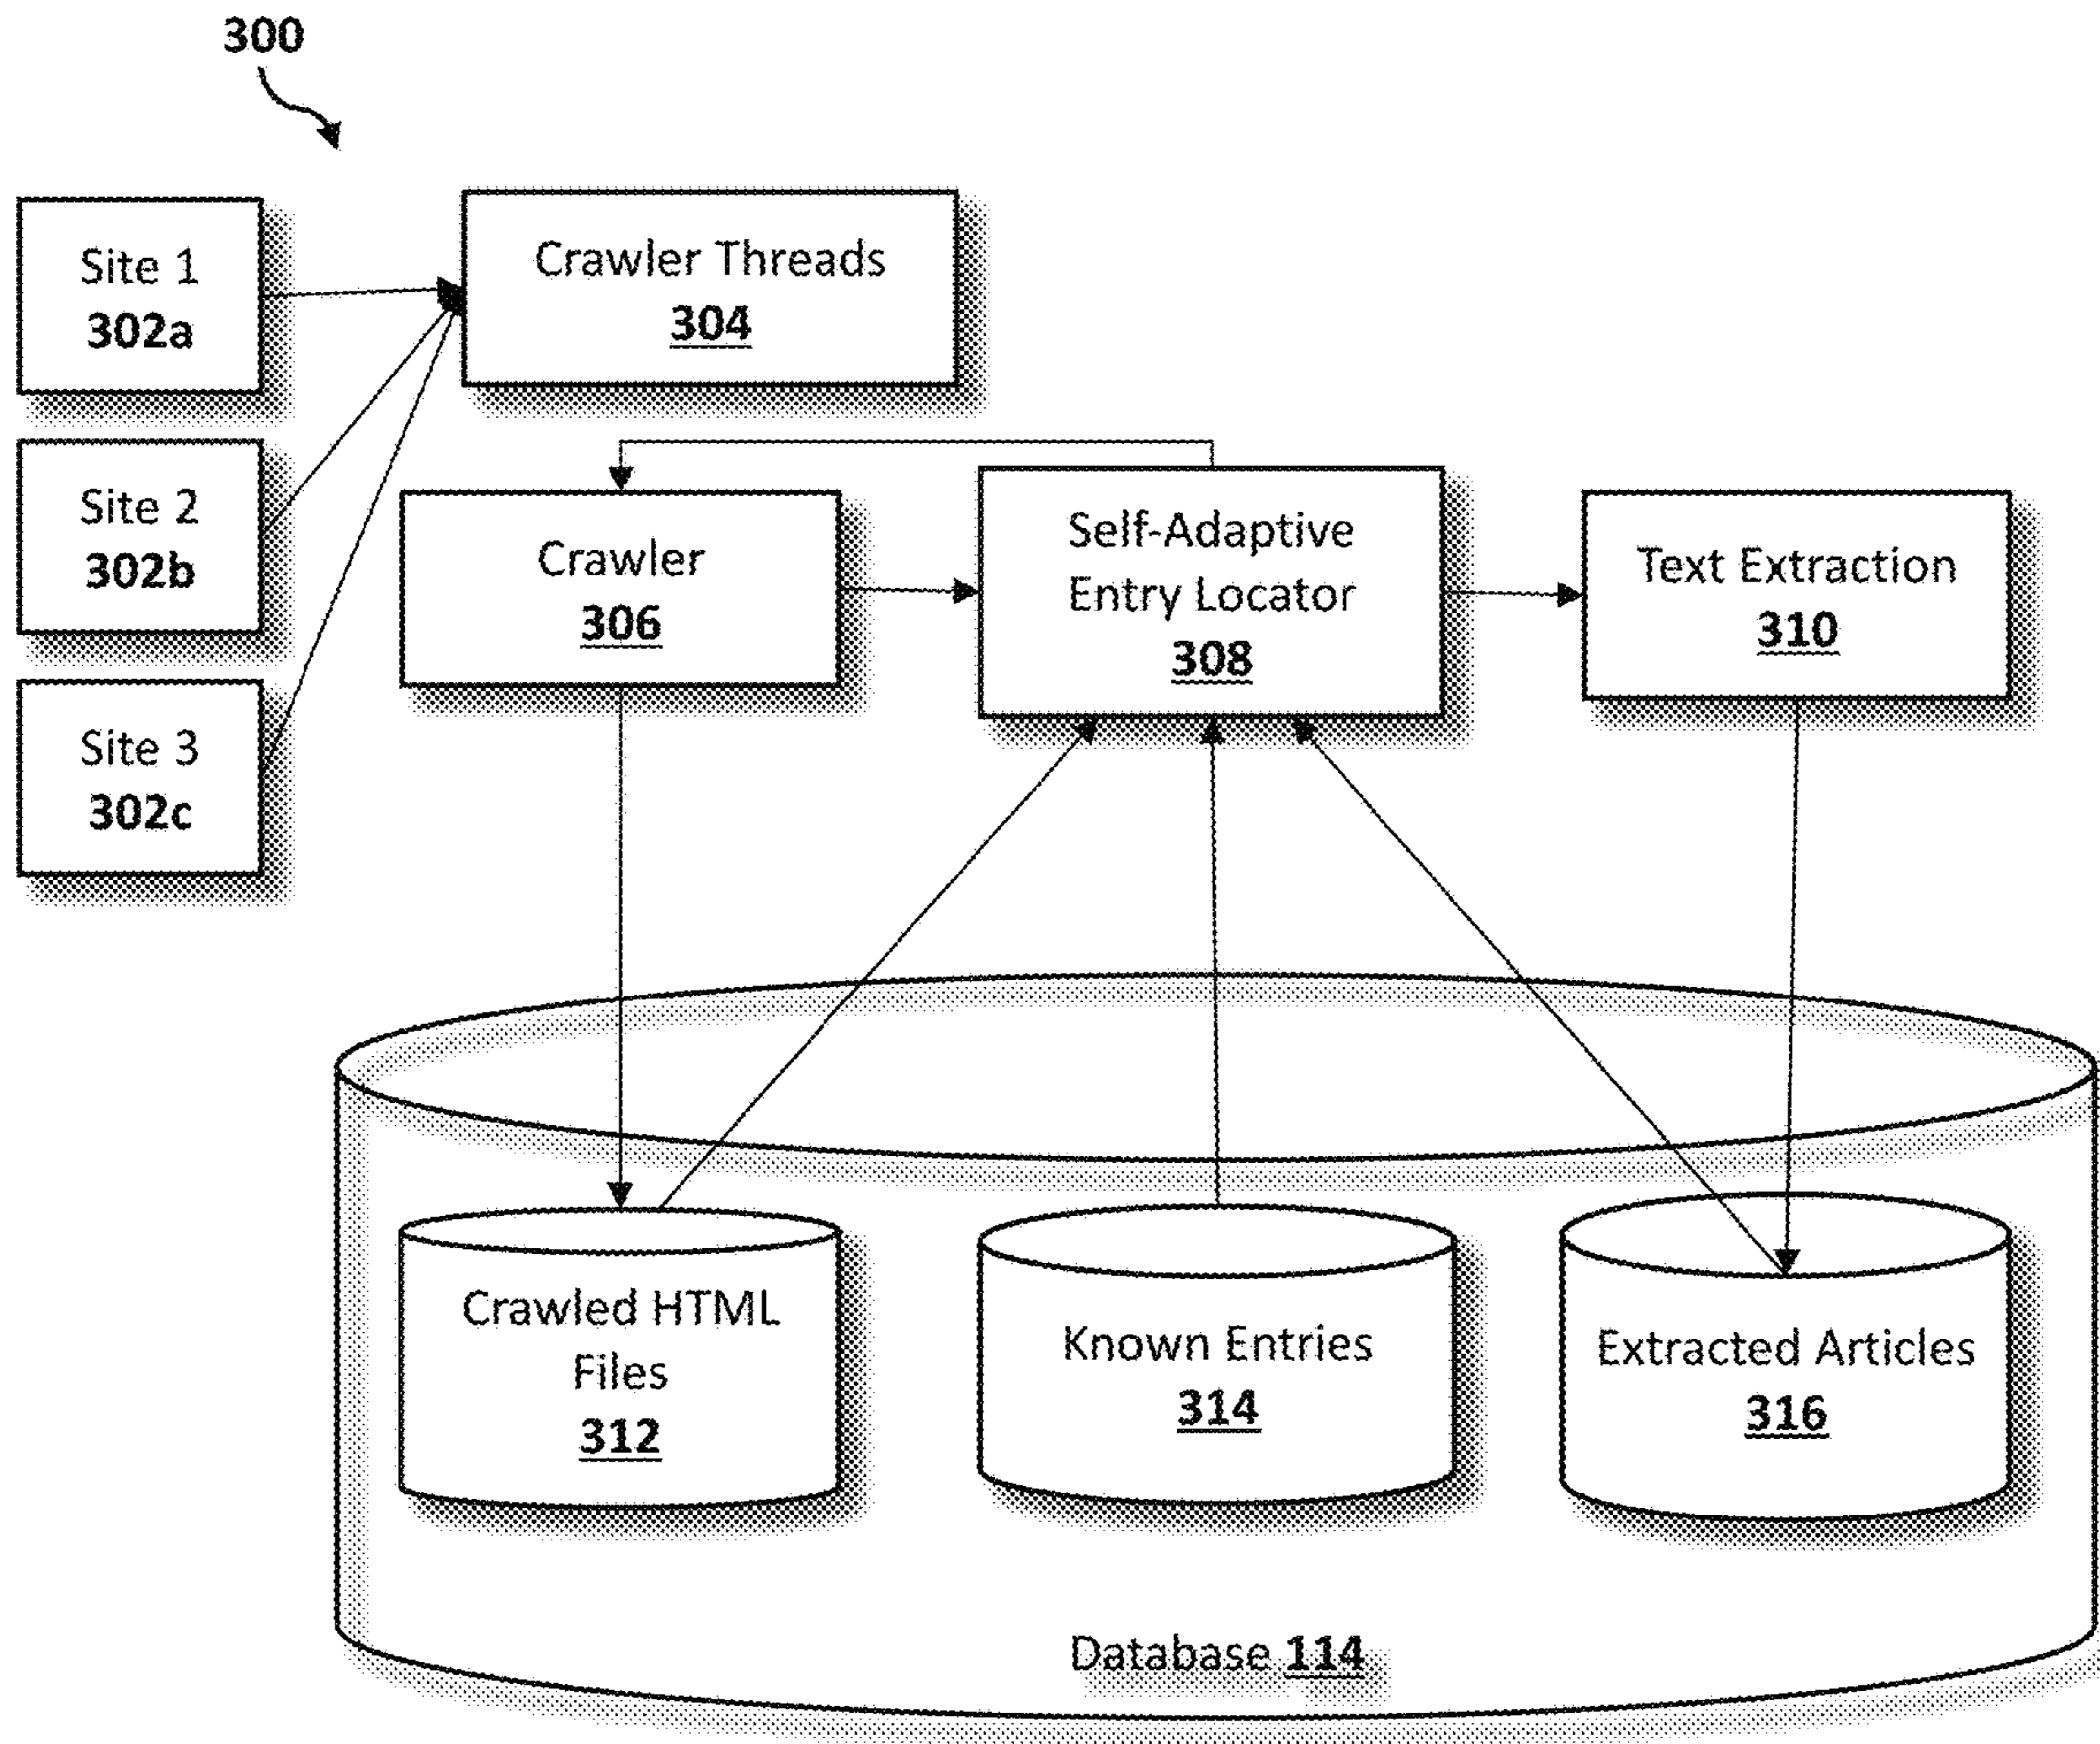 300
Site 1
302a
Crawler Threads
304
Site 2
302b
Crawler
306
Self-Adaptive
Entry Locator
308
Text Extraction
310
Site 3
302c
Crawled HTML
Files
312
Known Entries
314
Extracted Articles
316
Database 114